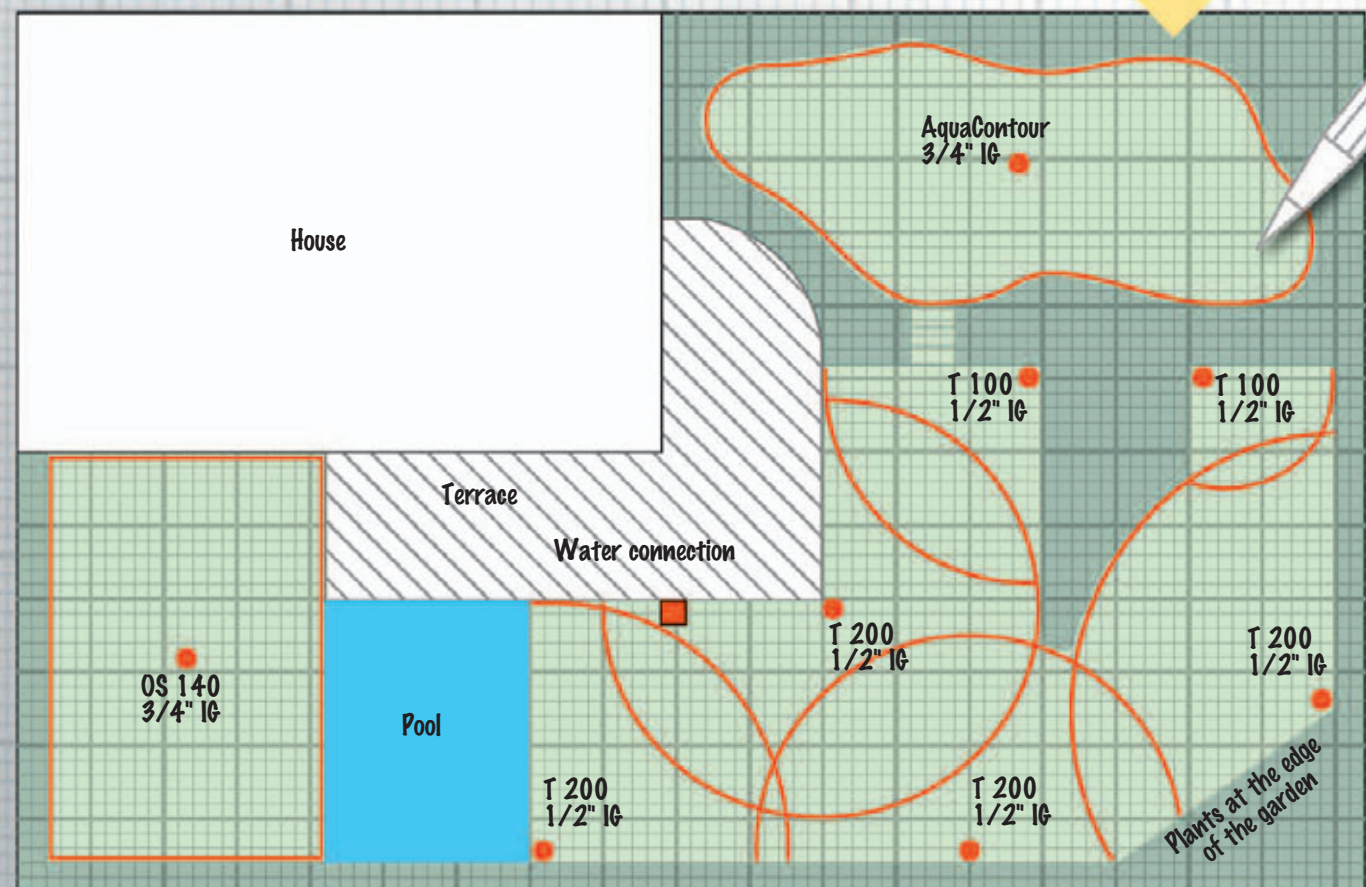 AquaContour
3/4" IG
House
T 100
1/2" IG
T 100
1/2" IG
Terrace
Water connection
T 200
1/2" IG
T 200
1/2" IG
OS 140
3/4" IG
Pool
T 200
1/2" IG
T 200
1/2" IG
Plants at the edge
of the garden